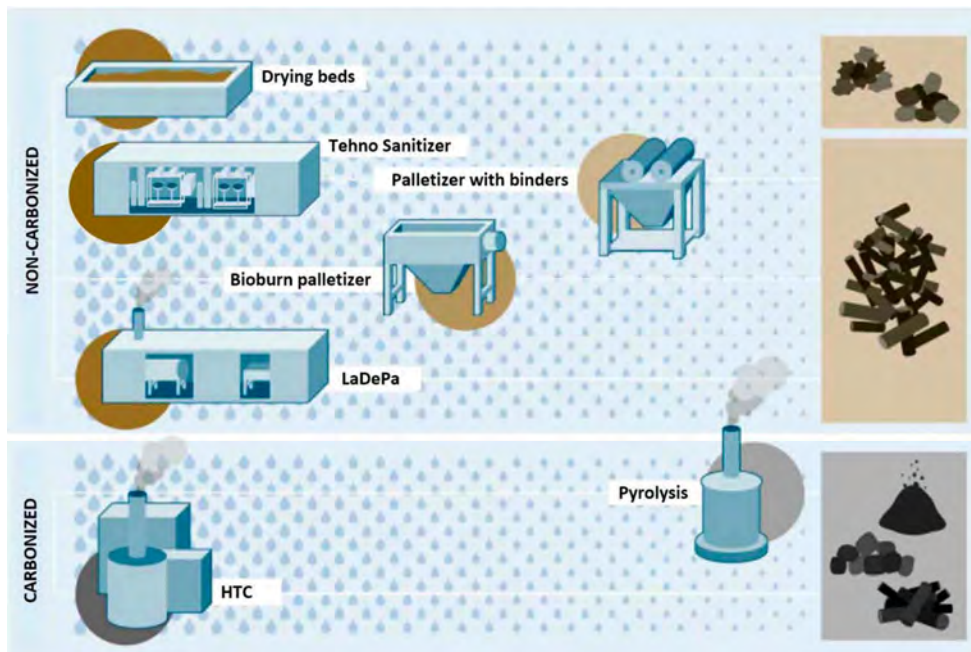 NON-CARBONIZED
Drying beds
Tehno Sanitizer
Palletizer with binders
Bioburn palletizer
LaDePa
CARBONIZED
Pyrolysis
HTC